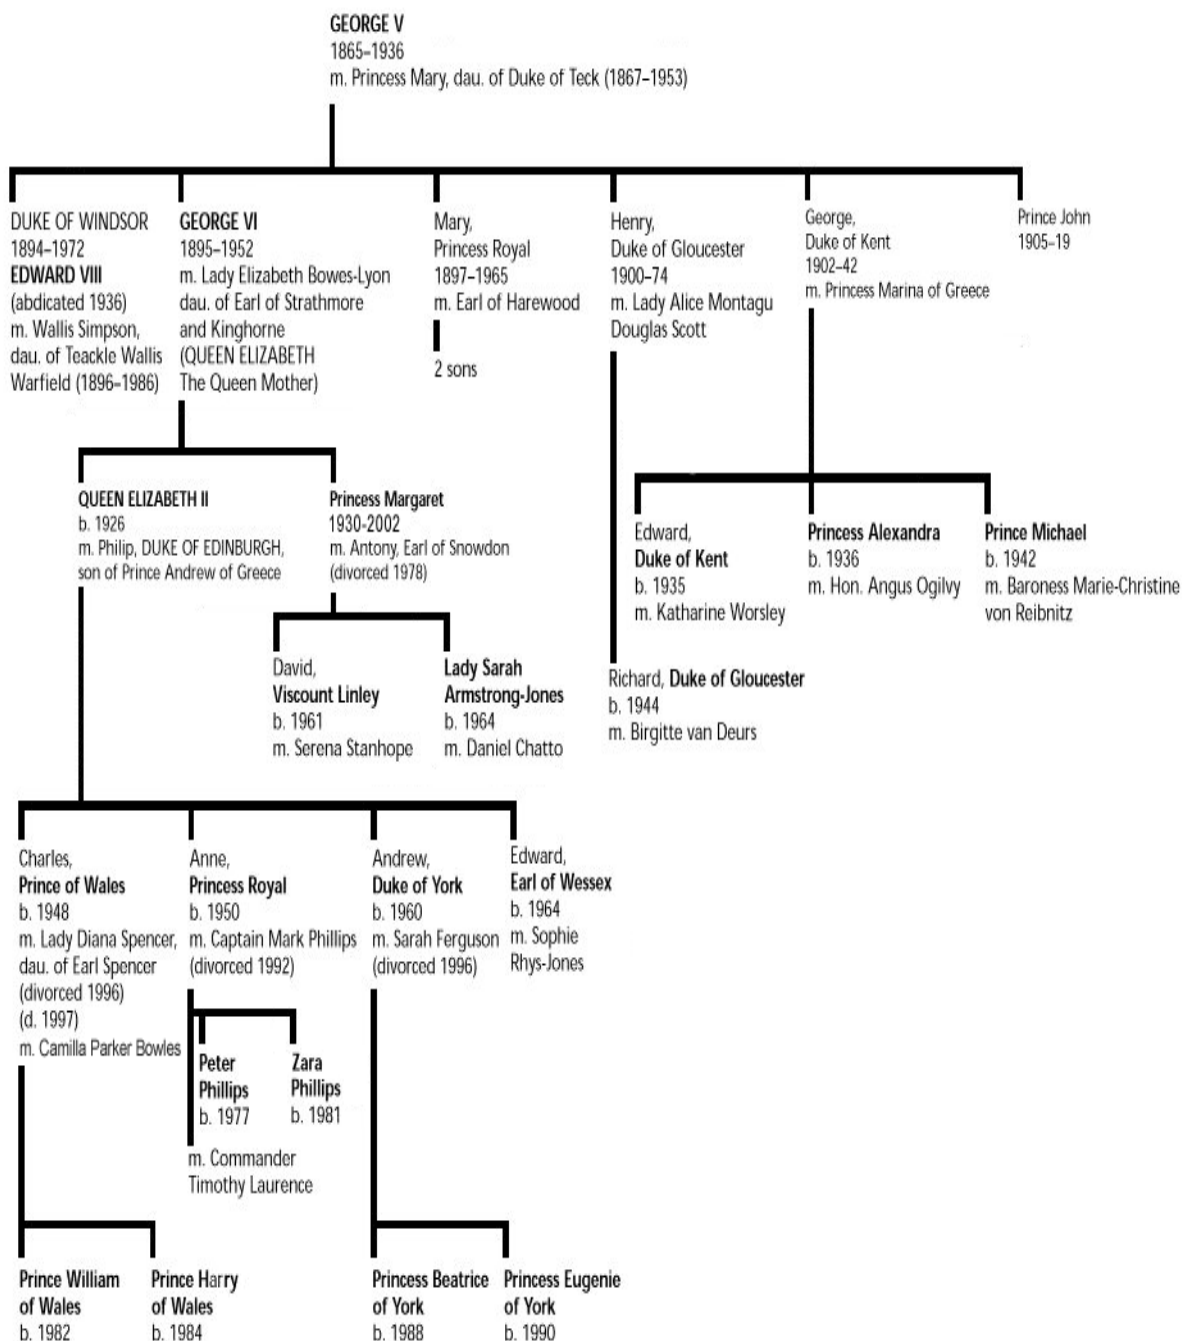 GEORGE V
1865–1936
m. Princess Mary, dau. of Duke of Teck (1867–1953)
DUKE OF WINDSOR
1894–1972
EDWARD VIII
(abdicated 1936)
m. Wallis Simpson,
dau. of Teackle Wallis
Warfield (1896–1986)
GEORGE VI
1895–1952
m. Lady Elizabeth Bowes-Lyon
dau. of Earl of Strathmore
and Kinghorne
(QUEEN ELIZABETH
The Queen Mother)
Mary,
Princess Royal
1897–1965
m. Earl of Harewood
2 sons
Henry,
Duke of Gloucester
1900–74
m. Lady Alice Montagu
Douglas Scott
George,
Duke of Kent
1902–42
m. Princess Marina of Greece
Prince John
1905–19
QUEEN ELIZABETH II
b. 1926
m. Philip, DUKE OF EDINBURGH,
son of Prince Andrew of Greece
Princess Margaret
1930-2002
m. Antony, Earl of Snowdon
(divorced 1978)
Edward,
Duke of Kent
b. 1935
m. Katharine Worsley
Princess Alexandra
b. 1936
m. Hon. Angus Ogilvy
Prince Michael
b. 1942
m. Baroness Marie-Christine
von Reibnitz
David,
Viscount Linley
b. 1961
m. Serena Stanhope
Lady Sarah
Armstrong-Jones
b. 1964
m. Daniel Chatto
Richard, Duke of Gloucester
b. 1944
m. Birgitte van Deurs
Charles,
Prince of Wales
b. 1948
m. Lady Diana Spencer,
dau. of Earl Spencer
(divorced 1996)
(d. 1997)
m. Camilla Parker Bowles
Anne,
Princess Royal
b. 1950
m. Captain Mark Phillips
(divorced 1992)
Andrew,
Duke of York
b. 1960
m. Sarah Ferguson
(divorced 1996)
Edward,
Earl of Wessex
b. 1964
m. Sophie
Rhys-Jones
Peter
Phillips
b. 1977
Zara
Phillips
b. 1981
m. Commander
Timothy Laurence
Prince William
of Wales
b. 1982
Prince Harry
of Wales
b. 1984
Princess Beatrice
of York
b. 1988
Princess Eugenie
of York
b. 1990